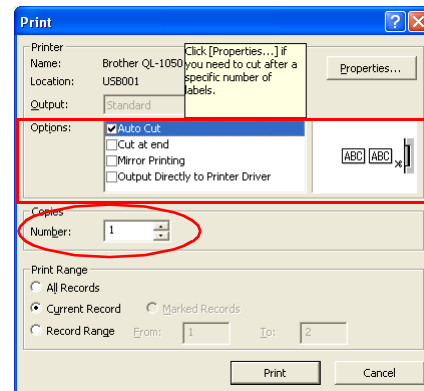 Print
Printer
Name: Brother QL-1050
Click [Properties...] if
you need to cut after a
specific number of
labels.
Properties...
Location: USB001
Output: Standard
Options:
Auto Cut
Cut at end
Mirror Printing
Output Directly to Printer Driver
ABC ABC
Copies
Number: 1
Print Range
All Records
Current Record Marked Records
Record Range From: 1 To: 2
Print Cancel